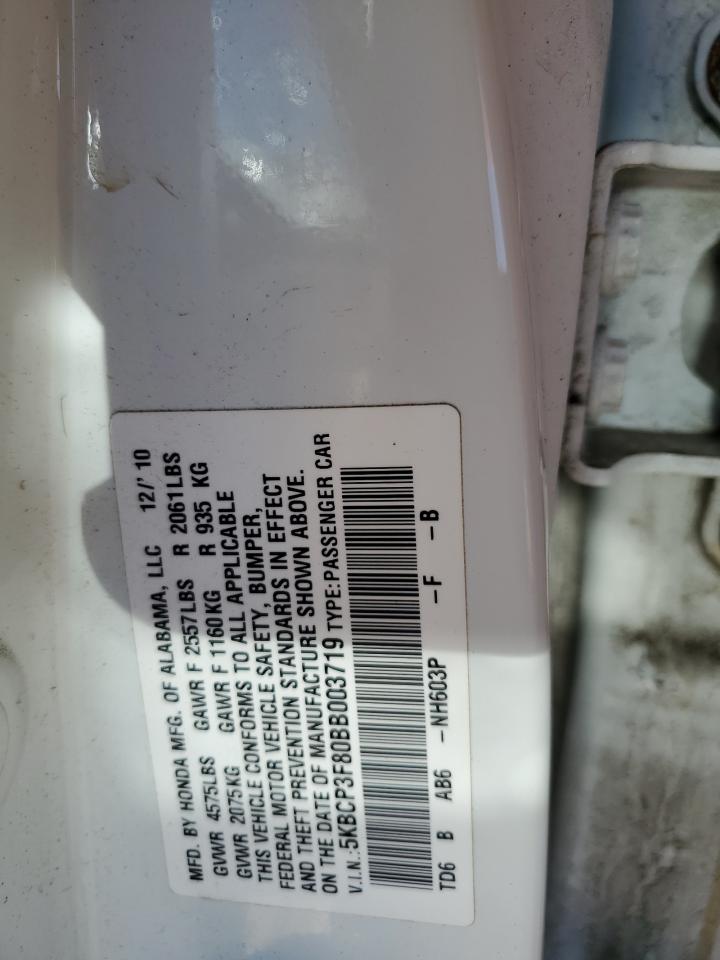 MFD. BY HONDA MFG. OF ALABAMA, LLC 12/'10
GVWR 4575LBS GAWR F 2557LBS R 2061LBS
GVWR 2075KG GAWR F 1160KG R 935 KG
THIS VEHICLE CONFORMS TO ALL APPLICABLE
FEDERAL MOTOR VEHICLE SAFETY, BUMPER,
AND THEFT PREVENTION STANDARDS IN EFFECT
ON THE DATE OF MANUFACTURE SHOWN ABOVE.
V.I.N.:5KBCP3F80BB003719 TYPE:PASSENGER CAR
TD6 B AB6 -NH603P -F -B